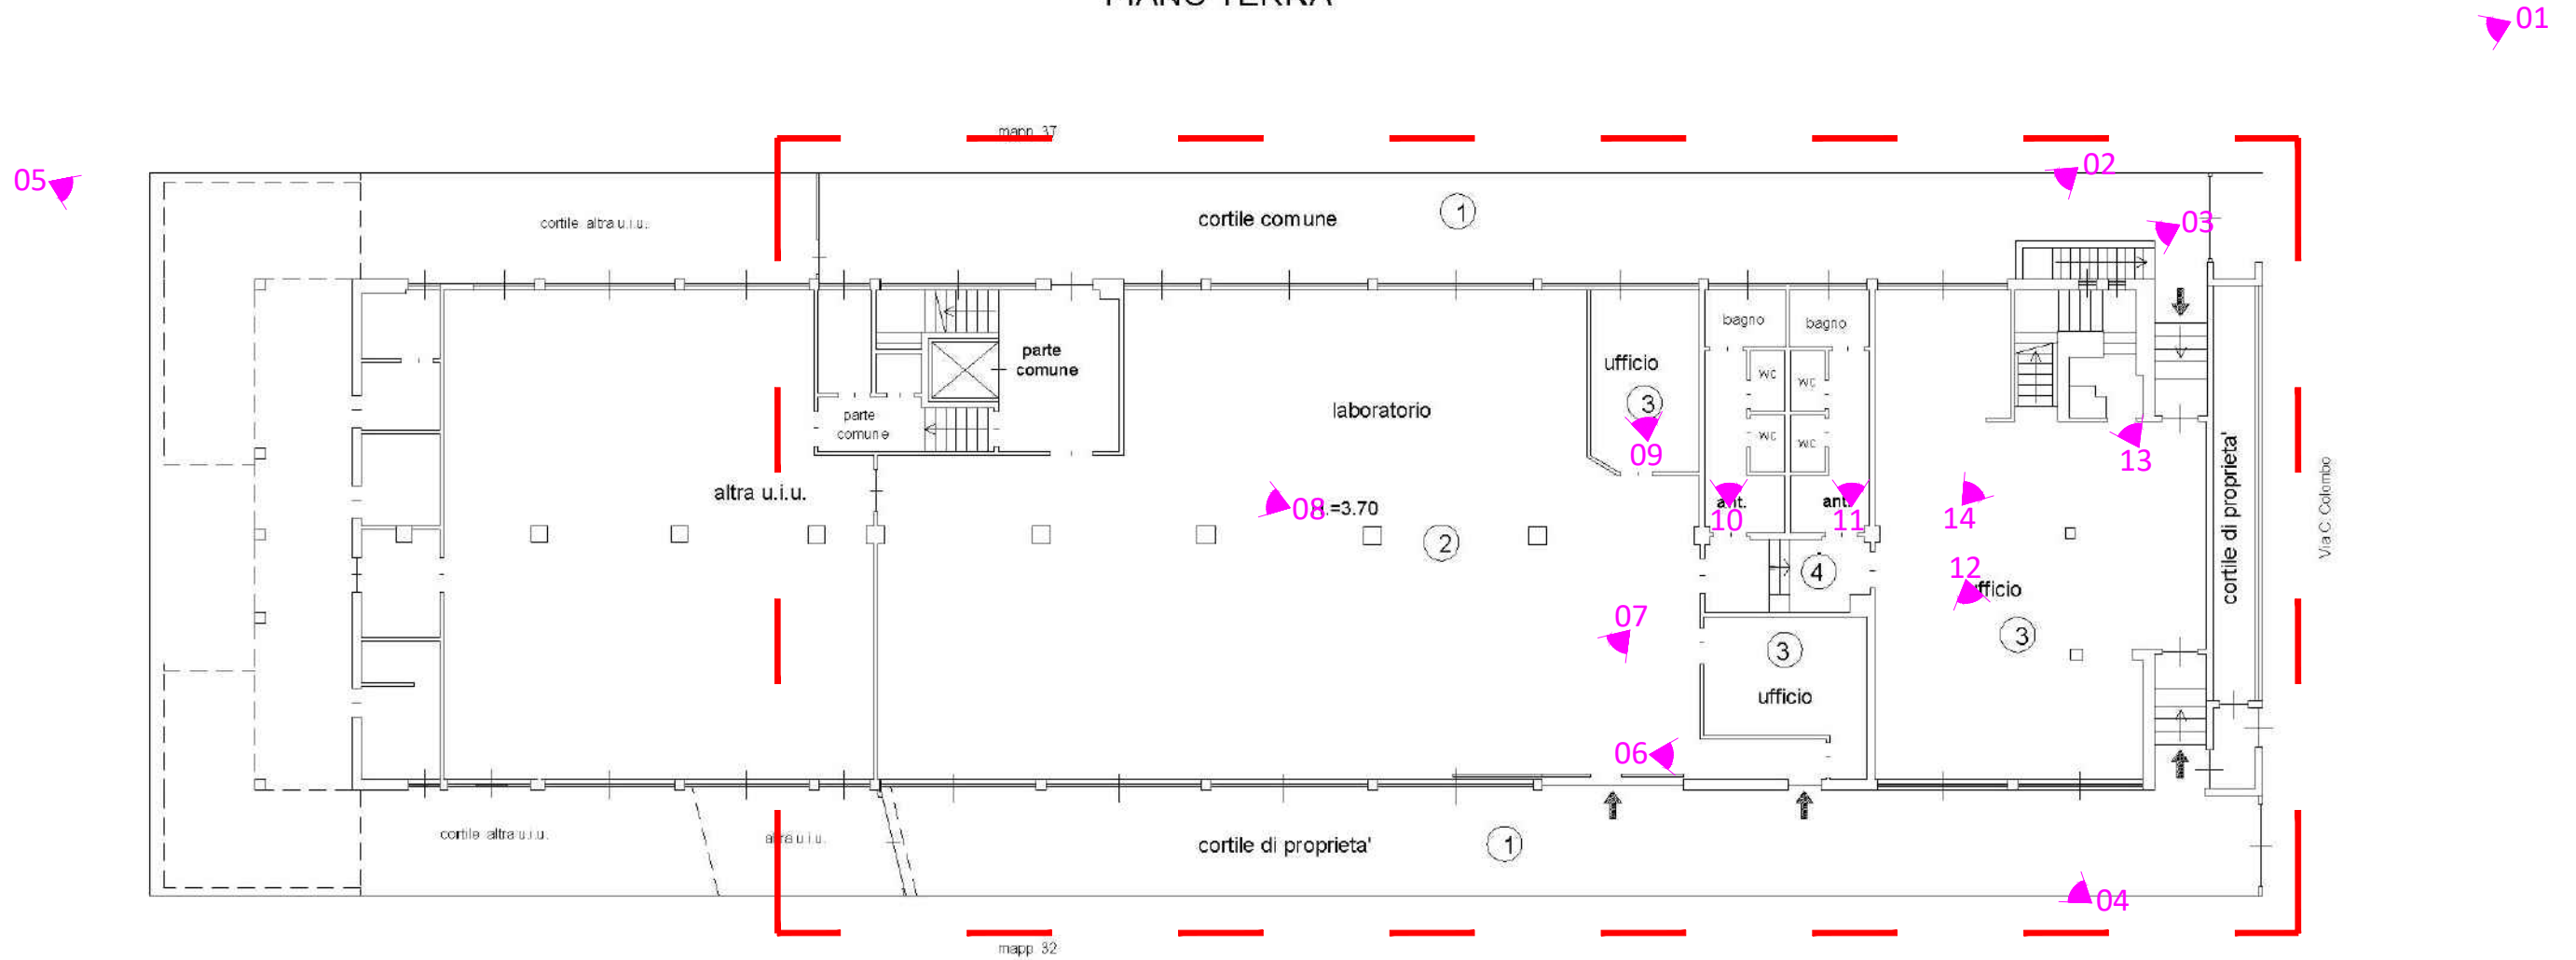 PIANO TERRA
01
mapp. 37
02
05
cortile altra u.i.u.
cortile comune
1
03
bagno
bagno
parte
comune
ufficio
3
wc
wc
parte
comune
laboratorio
wc
wc
09
13
cortile di proprieta'
Via C. Colombo
altra u.i.u.
08
H.=3.70
ant.
10
ant.
11
14
2
4
12
ufficio
3
07
3
ufficio
06
cortile altra u.i.u.
altra u.i.u.
cortile di proprieta'
1
04
mapp. 32